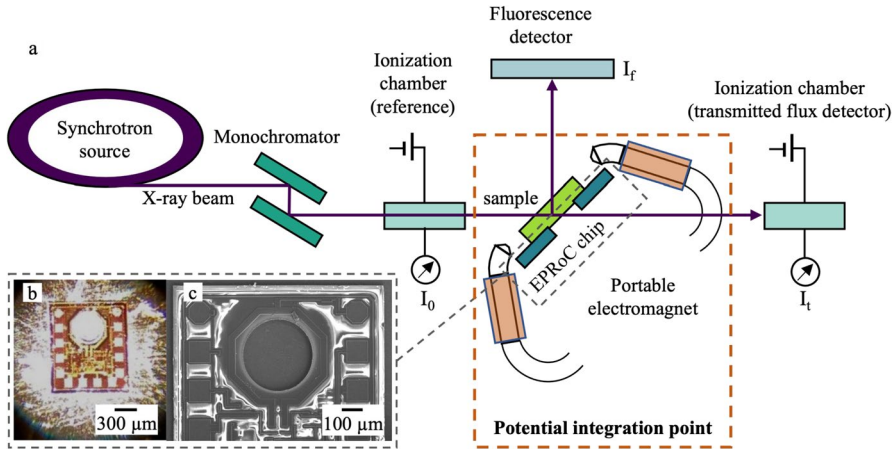 a
Fluorescence
detector
I_f
Ionization
chamber
(reference)
Ionization chamber
(transmitted flux detector)
Synchrotron
source
Monochromator
X-ray beam
sample
EPRoC chip
Portable
electromagnet
I_0
I_t
b
c
300 µm
100 µm
Potential integration point